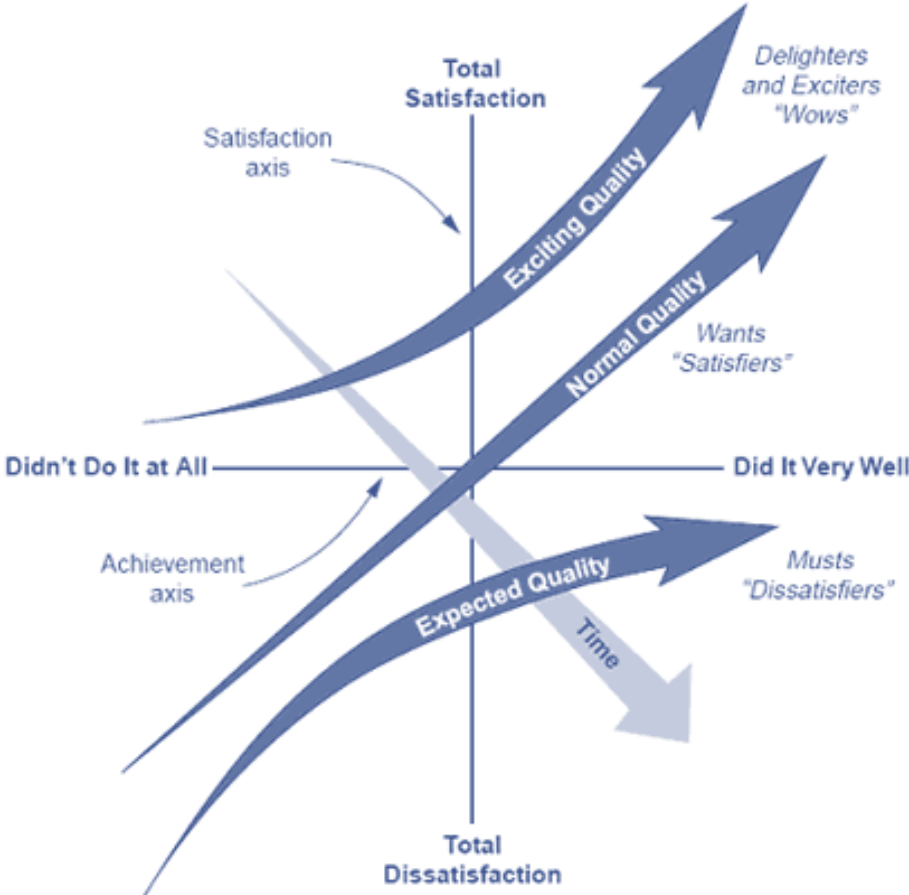 Total
Satisfaction
Delighters
and Exciters
“Wows”
Satisfaction
axis
Exciting Quality
Normal Quality
Wants
“Satisfiers”
Didn't Do It at All
Did It Very Well
Achievement
axis
Expected Quality
Musts
“Dissatisfiers”
Time
Total
Dissatisfaction